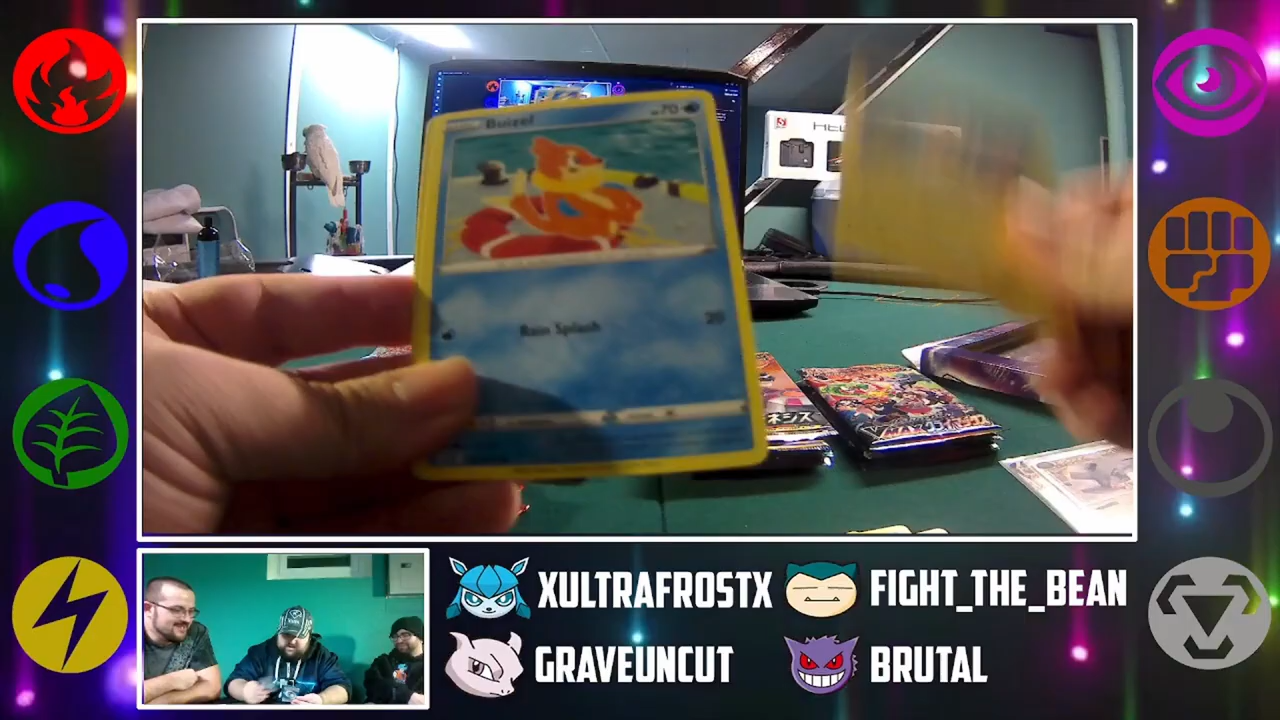 Buizel
70
Rain Splash
20
ネシス
XULTRAFROSTX
FIGHT_THE_BEAN
GRAVEUNCUT
BRUTAL